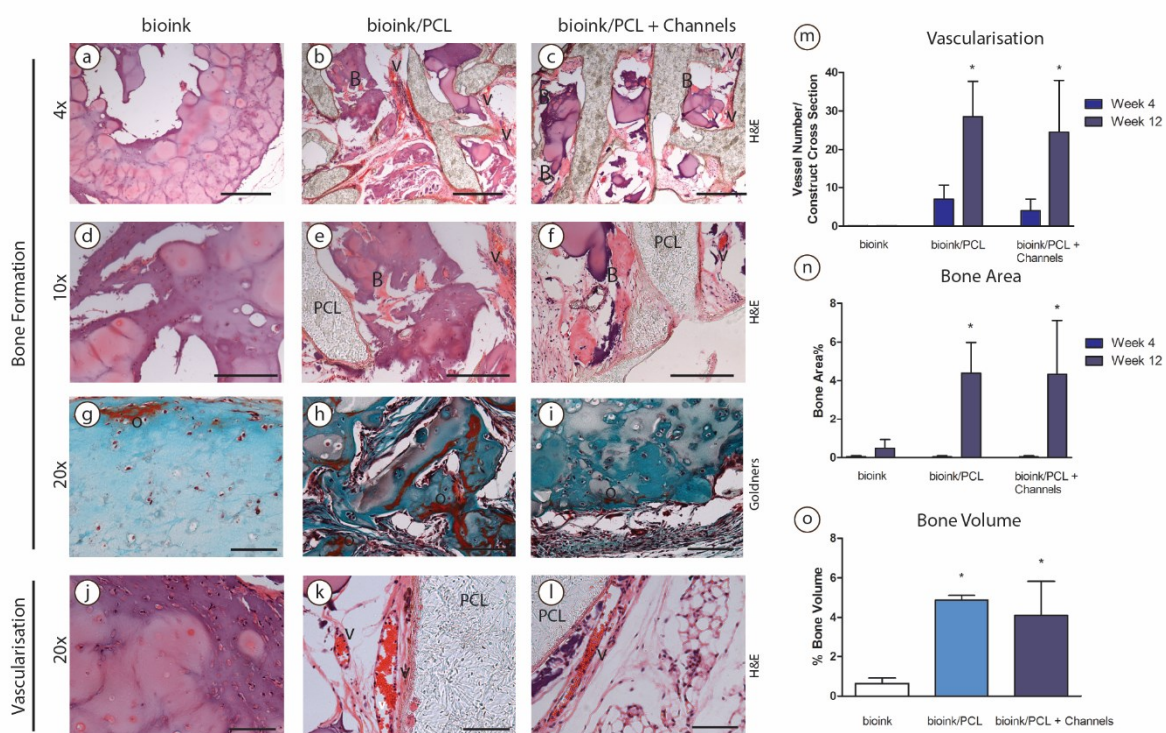 bioink bioink/PCL bioink/PCL + Channels
Bone Formation
4x
a
b
B
V
V
V
c
B
B
B
V
V
H&E
10x
d
e
PCL
B
V
f
PCL
B
V
H&E
20x
g
O
h
O
i
O
Goldners
Vascularisation
20x
j
k
V
V
PCL
l
PCL
V
H&E
m
Vascularisation
Vessel Number/
Construct Cross Section
40
30
20
10
0
* *
Week 4
Week 12
bioink bioink/PCL bioink/PCL +
Channels
n
Bone Area
Bone Area%
8
6
4
2
0
* *
Week 4
Week 12
bioink bioink/PCL bioink/PCL +
Channels
o
Bone Volume
% Bone Volume
8
6
4
2
0
* *
bioink bioink/PCL bioink/PCL + Channels